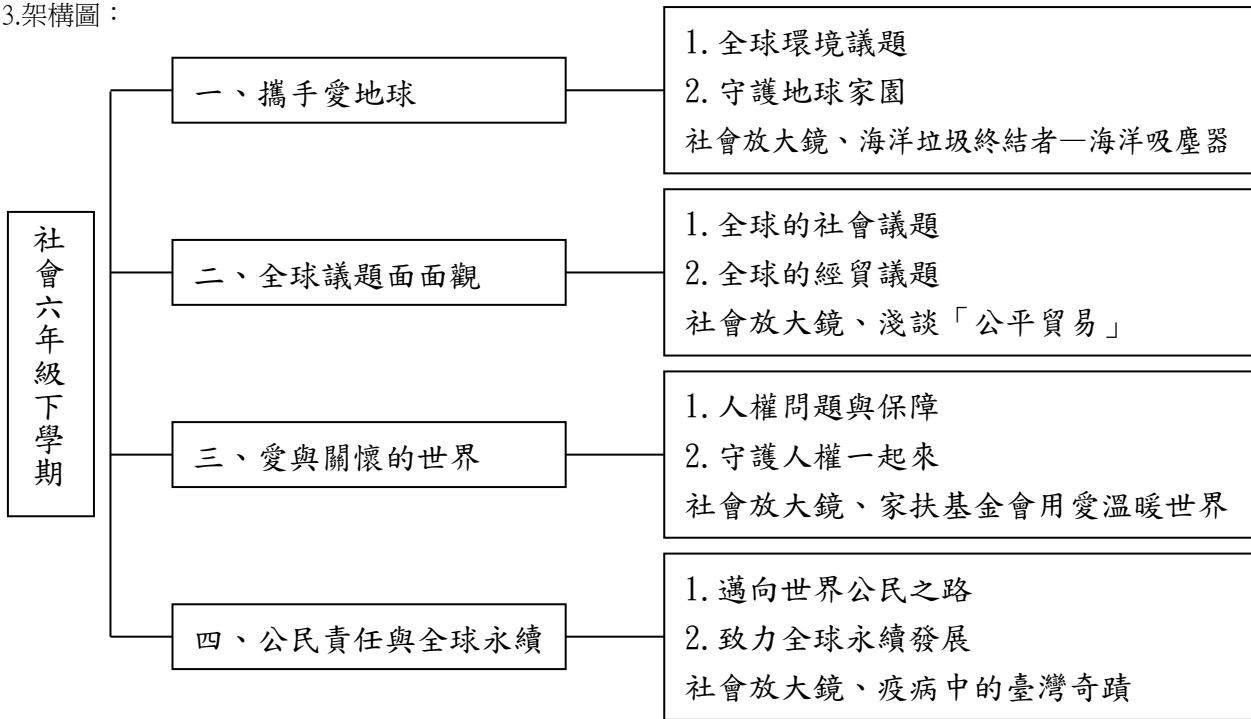 3.架構圖：
社會六年級下學期
一、攜手愛地球
1.全球環境議題
2.守護地球家園
社會放大鏡、海洋垃圾終結者—海洋吸塵器
二、全球議題面面觀
1.全球的社會議題
2.全球的經貿議題
社會放大鏡、淺談「公平貿易」
三、愛與關懷的世界
1.人權問題與保障
2.守護人權一起來
社會放大鏡、家扶基金會用愛溫暖世界
四、公民責任與全球永續
1.邁向世界公民之路
2.致力全球永續發展
社會放大鏡、疫病中的臺灣奇蹟